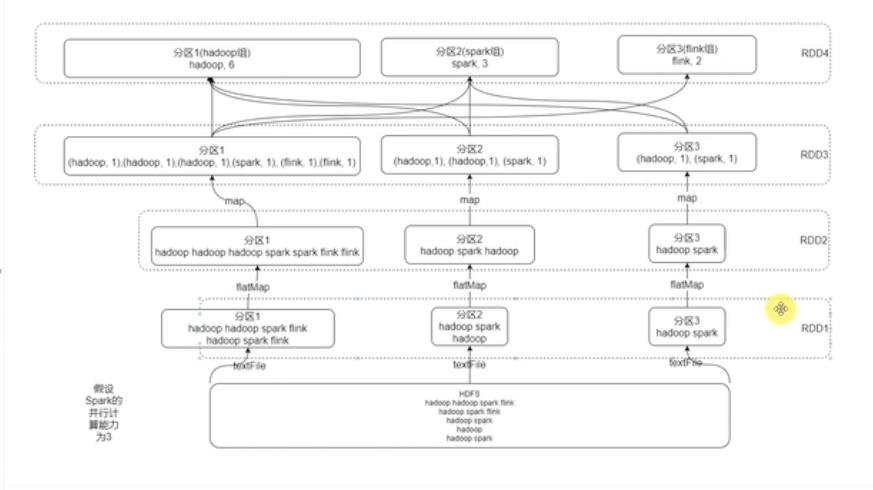 分区1(hadoop组)
hadoop, 6
分区2(spark组)
spark, 3
分区3(flink组)
flink, 2
RDD4
分区1
(hadoop, 1),(hadoop, 1),(hadoop, 1),(spark, 1), (flink, 1),(flink, 1)
分区2
(hadoop,1), (hadoop,1), (spark, 1)
分区3
(hadoop, 1), (spark, 1)
RDD3
map
map
map
分区1
hadoop hadoop hadoop spark spark flink flink
分区2
hadoop spark hadoop
分区3
hadoop spark
RDD2
flatMap
flatMap
flatMap
分区1
hadoop hadoop spark flink
hadoop spark flink
分区2
hadoop spark
hadoop
分区3
hadoop spark
RDD1
textFile
textFile
textFile
假设
Spark的
并行计
算能力
为3
HDFS
hadoop hadoop spark flink
hadoop spark flink
hadoop spark
hadoop
hadoop spark